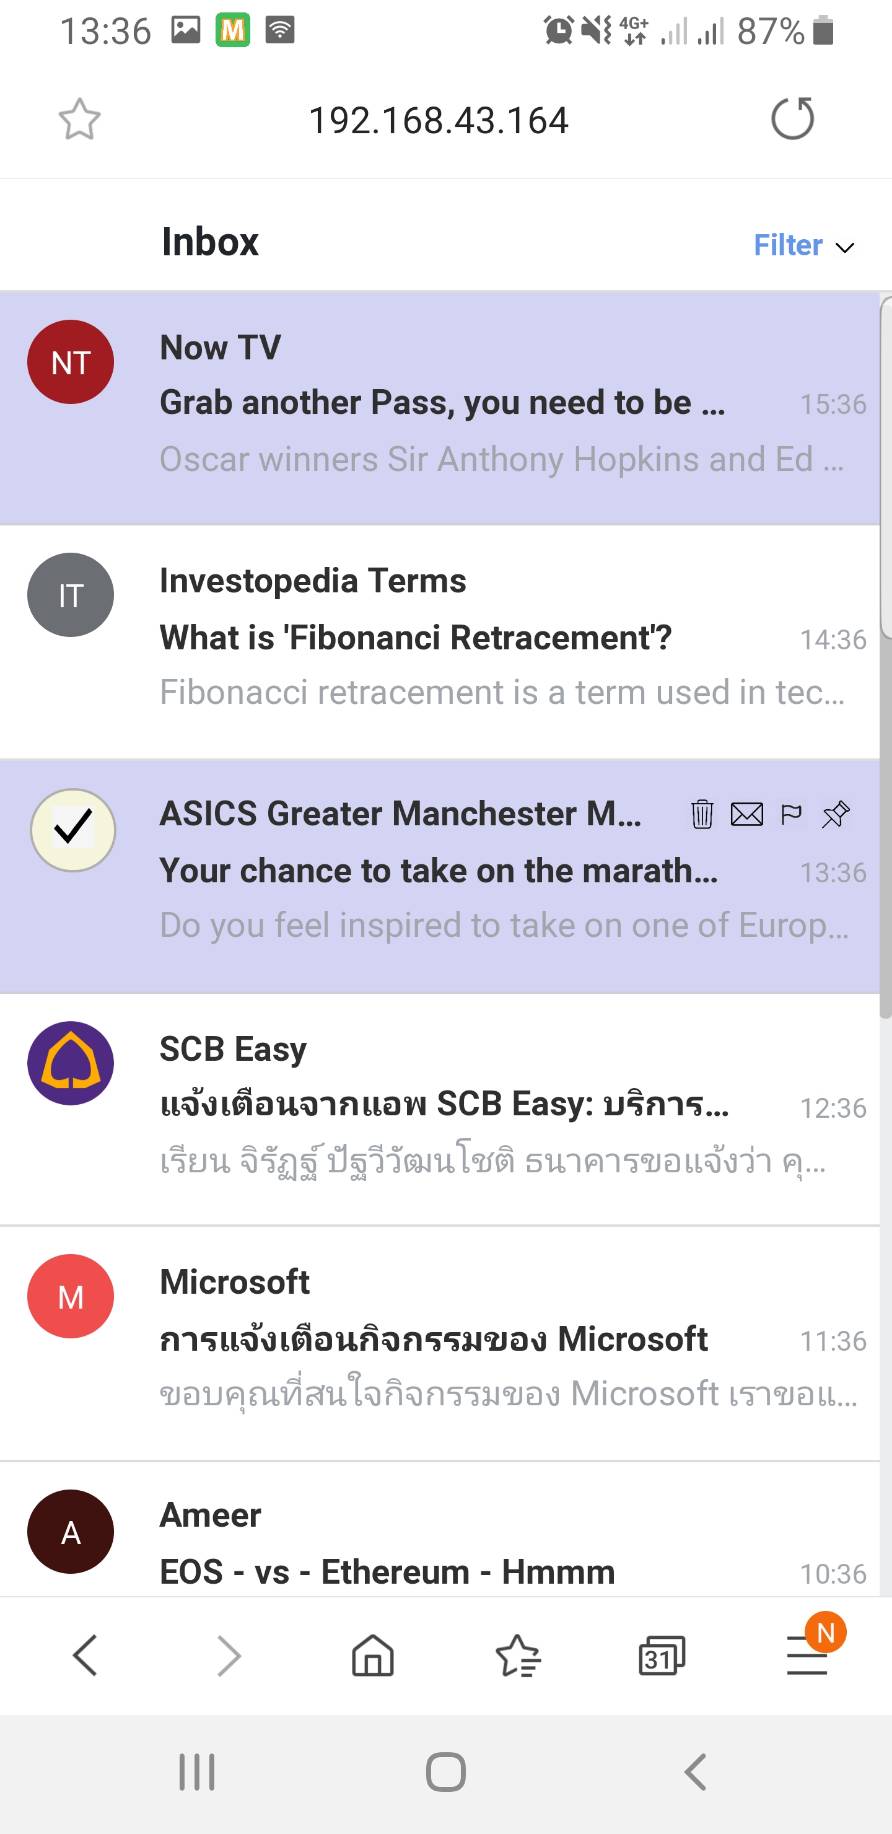 13:36 M 4G+ 87%
192.168.43.164
Inbox Filter
NT Now TV
Grab another Pass, you need to be ... 15:36
Oscar winners Sir Anthony Hopkins and Ed ...
IT Investopedia Terms
What is 'Fibonanci Retracement'? 14:36
Fibonacci retracement is a term used in tec...
ASICS Greater Manchester M...
Your chance to take on the marath... 13:36
Do you feel inspired to take on one of Europ...
SCB Easy
แจ้งเตือนจากแอพ SCB Easy: บริการ... 12:36
เรียน จิรัฏฐ์ ปัฐวีวัฒนโชติ ธนาคารขอแจ้งว่า คุ...
M Microsoft
การแจ้งเตือนกิจกรรมของ Microsoft 11:36
ขอบคุณที่สนใจกิจกรรมของ Microsoft เราขอแ...
A Ameer
EOS - vs - Ethereum - Hmmm 10:36
31 N